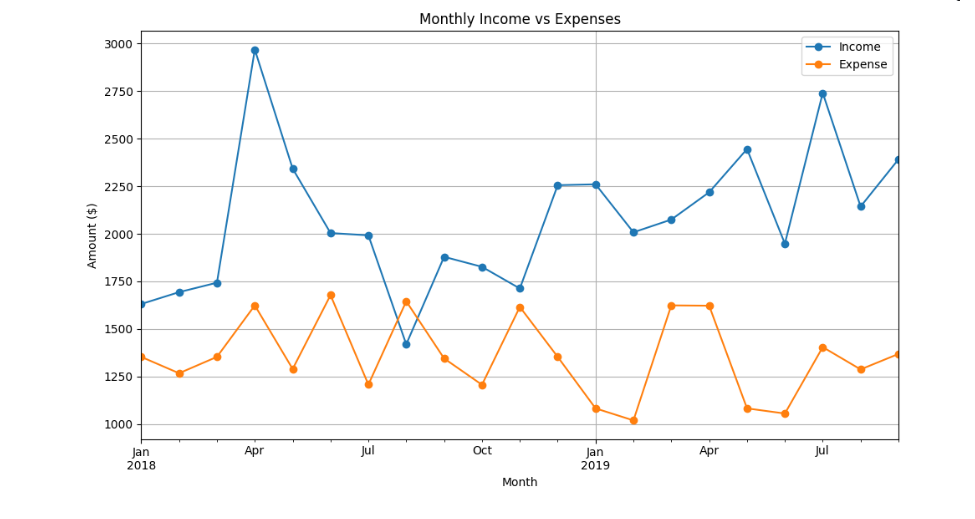 Monthly Income vs Expenses
Income
Expense
3000
2750
2500
2250
2000
1750
1500
1250
1000
Amount ($)
Jan Apr Jul Oct Jan Apr Jul
2018 2019
Month